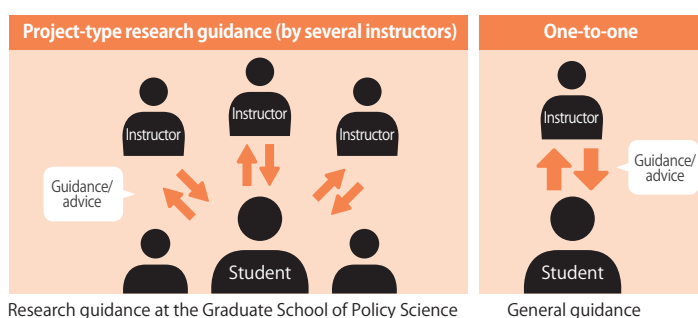 Project-type research guidance (by several instructors)
Instructor
Instructor
Instructor
Guidance/
advice
Student
Research guidance at the Graduate School of Policy Science
One-to-one
Instructor
Guidance/
advice
Student
General guidance